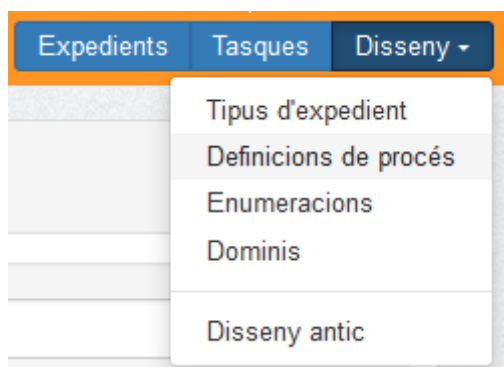 Expedients Tasques Disseny
Tipus d'expedient
Definicions de procés
Enumeracions
Dominis
Disseny antic